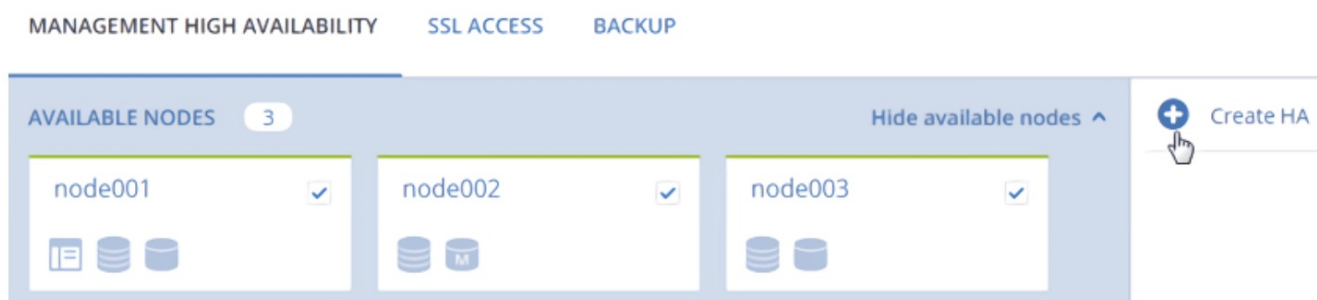 MANAGEMENT HIGH AVAILABILITY SSL ACCESS BACKUP
AVAILABLE NODES 3 Hide available nodes Create HA
node001 node002 node003
M